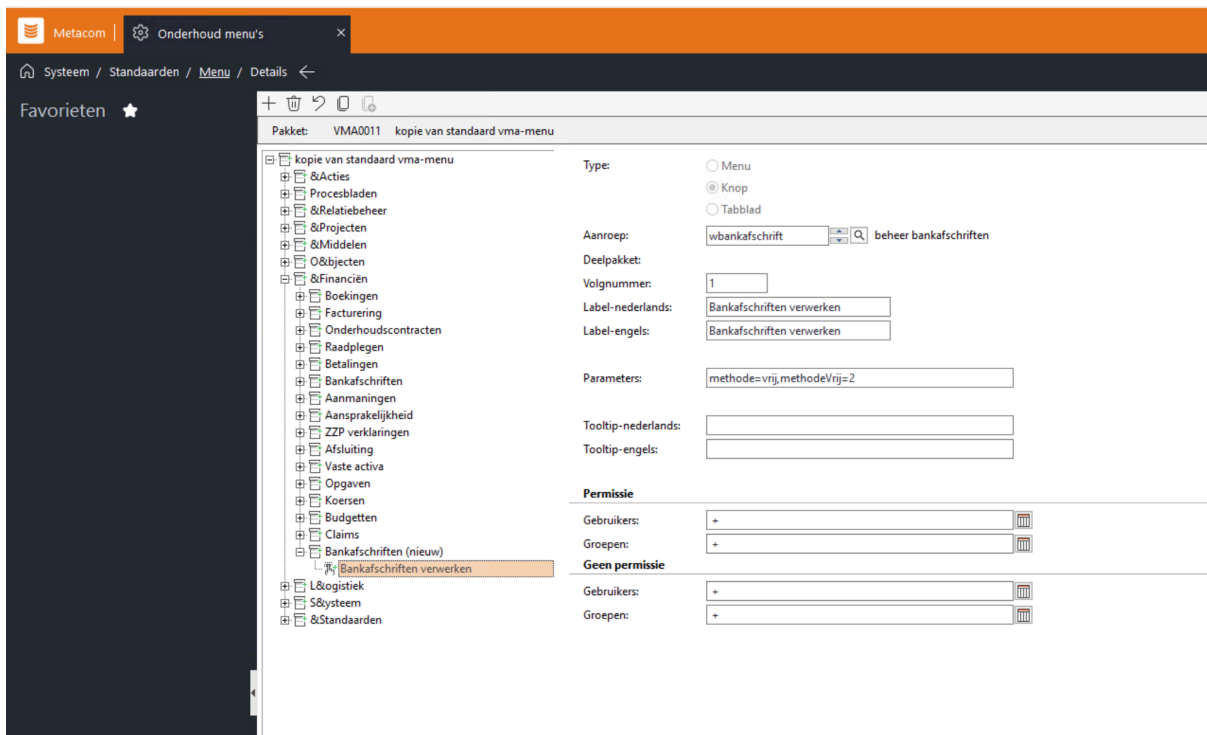 Metacom
Onderhoud menu's
Systeem / Standaarden / Menu / Details
Favorieten
Pakket: VMA0011 kopie van standaard vma-menu
kopie van standaard vma-menu
&Acties
Procesbladen
&Relatiebeheer
&Projecten
&Middelen
O&bjecten
&Financiën
Boekingen
Facturering
Onderhoudscontracten
Raadplegen
Betalingen
Bankafschriften
Aanmaningen
Aansprakelijkheid
ZZP verklaringen
Afsluiting
Vaste activa
Opgaven
Koersen
Budgetten
Claims
Bankafschriften (nieuw)
Bankafschriften verwerken
L&ogistiek
S&ysteem
&Standaarden
Type:
Menu
Knop
Tabblad
Aanroep: wbankafschrift beheer bankafschriften
Deelpakket:
Volgnummer: 1
Label-nederlands: Bankafschriften verwerken
Label-engels: Bankafschriften verwerken
Parameters: methode=vrij,methodeVrij=2
Tooltip-nederlands:
Tooltip-engels:
Permissie
Gebruikers: +
Groepen: +
Geen permissie
Gebruikers: +
Groepen: +